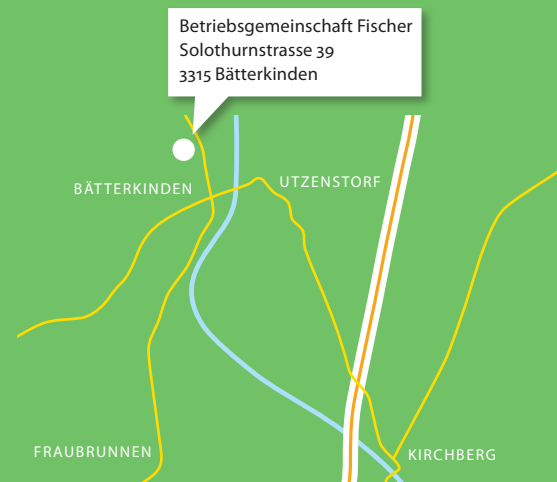 Betriebsgemeinschaft Fischer
Solothurnstrasse 39
3315 Bätterkinden
UTZENSTORF
BÄTTERKINDEN
FRAUBRUNNEN
KIRCHBERG